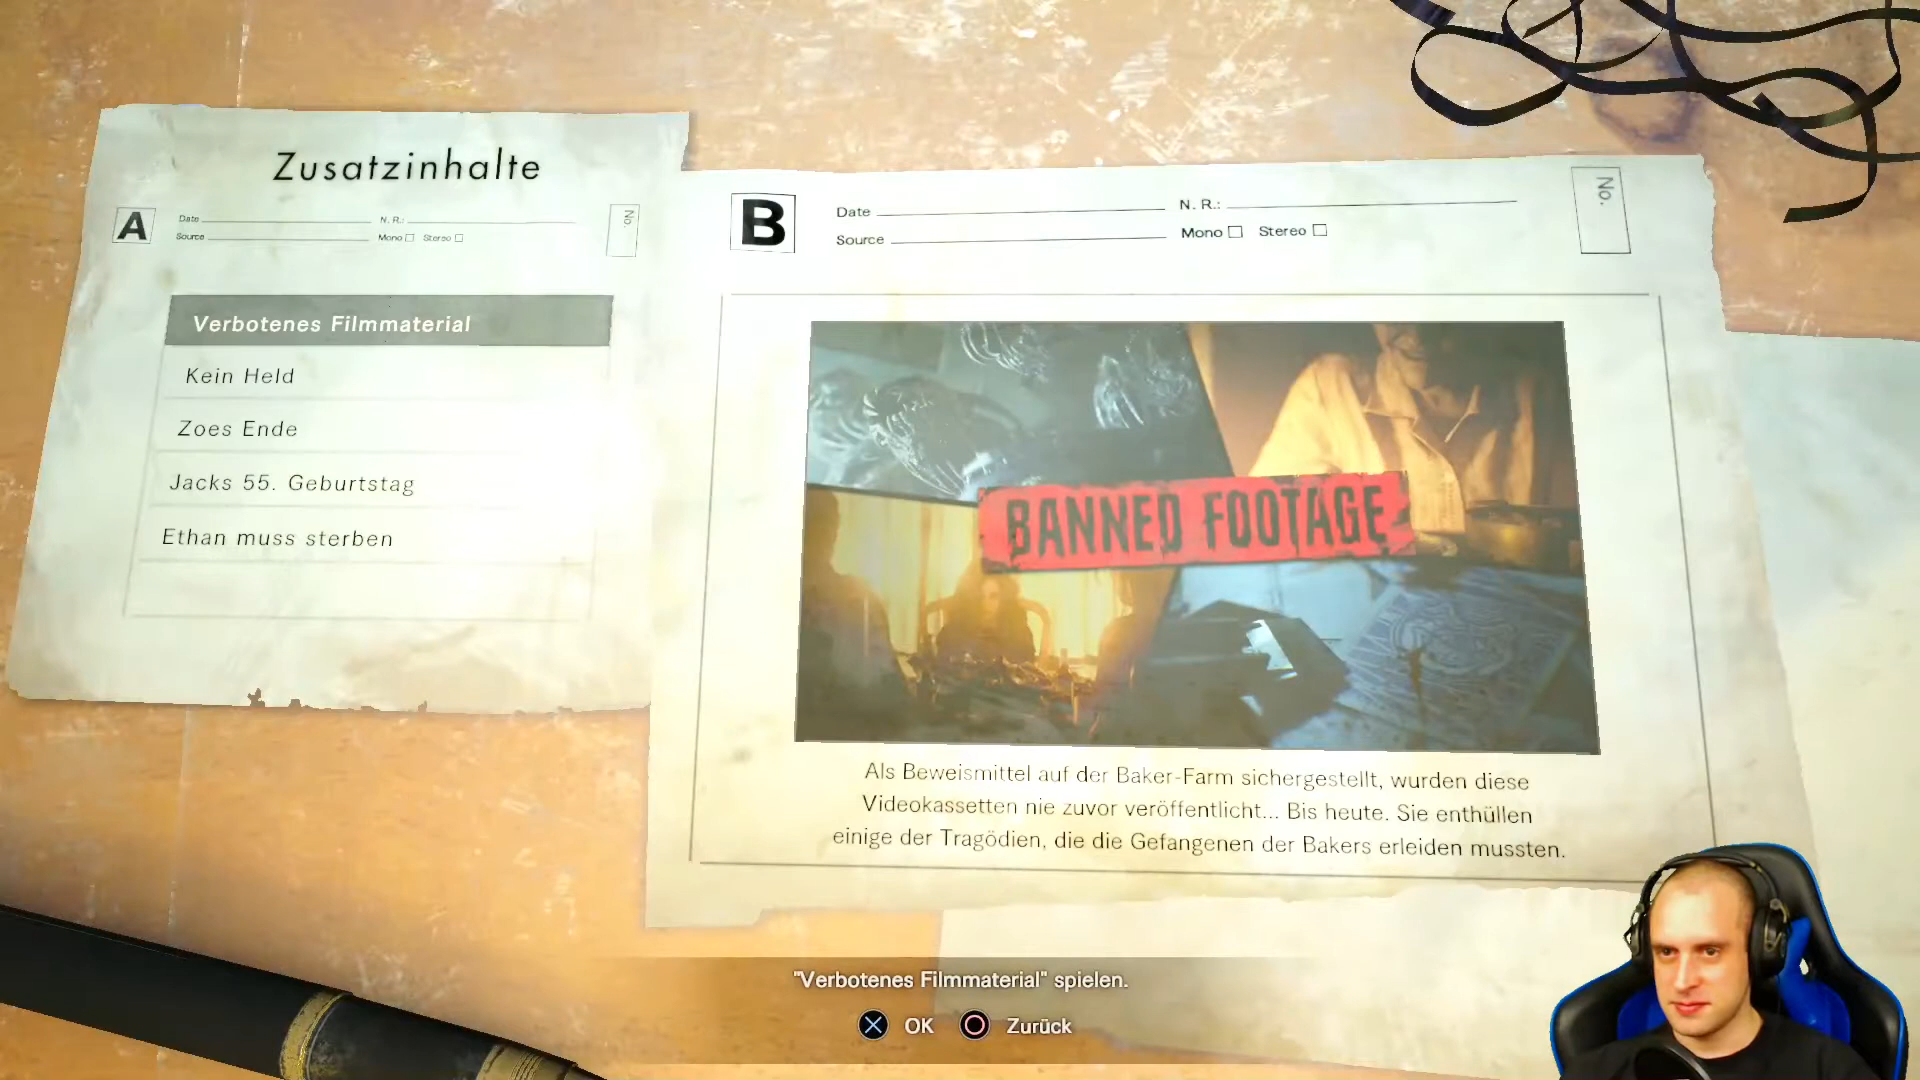 Zusatzinhalte
A
Date
N. R.:
Source
Mono
Stereo
No.
Verbotenes Filmmaterial
Kein Held
Zoes Ende
Jacks 55. Geburtstag
Ethan muss sterben
B
Date
N. R.:
Source
Mono
Stereo
No.
BANNED FOOTAGE
Als Beweismittel auf der Baker-Farm sichergestellt, wurden diese
Videokassetten nie zuvor veröffentlicht... Bis heute. Sie enthüllen
einige der Tragödien, die die Gefangenen der Bakers erleiden mussten.
"Verbotenes Filmmaterial" spielen.
OK Zurück